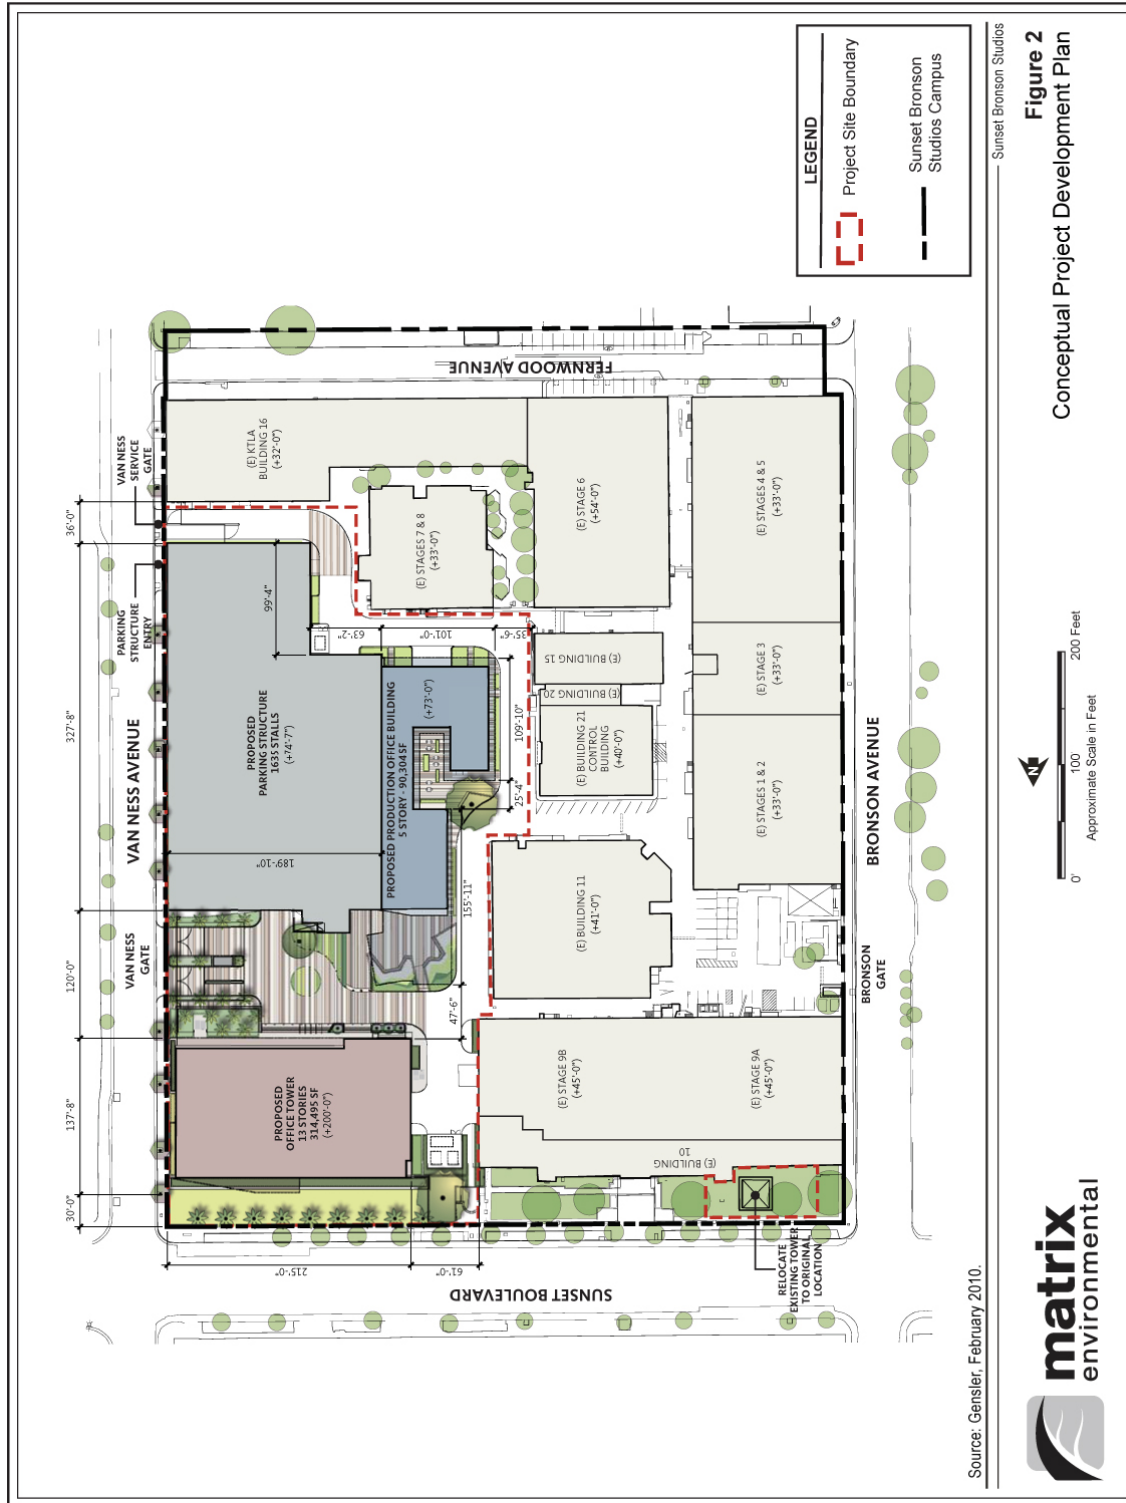 VAN NESS AVENUE
30'-0"
137'-8"
120'-0"
327'-8"
36'-0"
VAN NESS
GATE
PARKING
STRUCTURE
ENTRY
VAN NESS
SERVICE
GATE
PROPOSED
OFFICE TOWER
13 STORIES
314,495 SF
(+200'-0")
PROPOSED
PARKING STRUCTURE
1635 STALLS
(+74'-7")
189'-10"
99'-4"
PROPOSED PRODUCTION OFFICE BUILDING
5 STORY - 90,304 SF
(+73'-0")
63'-2"
101'-0"
35'-6"
109'-10"
25'-4"
155'-11"
47'-6"
215'-0"
61'-0"
(E) KTLA
BUILDING 16
(+32'-0")
(E) STAGES 7 & 8
(+33'-0")
(E) STAGE 6
(+54'-0")
FERNWOOD AVENUE
(E) BUILDING 15
(E) BUILDING 20
(E) BUILDING 21
CONTROL
BUILDING
(+40'-0")
(E) BUILDING 11
(+41'-0")
(E) STAGE 9B
(+45'-0")
(E) STAGE 9A
(+45'-0")
(E) BUILDING
10
(E) STAGES 1 & 2
(+33'-0")
(E) STAGE 3
(+33'-0")
(E) STAGES 4 & 5
(+33'-0")
SUNSET BOULEVARD
RELOCATE
EXISTING TOWER
TO ORIGINAL
LOCATION
BRONSON
GATE
BRONSON AVENUE
LEGEND
Project Site Boundary
Sunset Bronson
Studios Campus
N
0'
100
200 Feet
Approximate Scale in Feet
Source: Gensler, February 2010.
Sunset Bronson Studios
matrix
environmental
Figure 2
Conceptual Project Development Plan